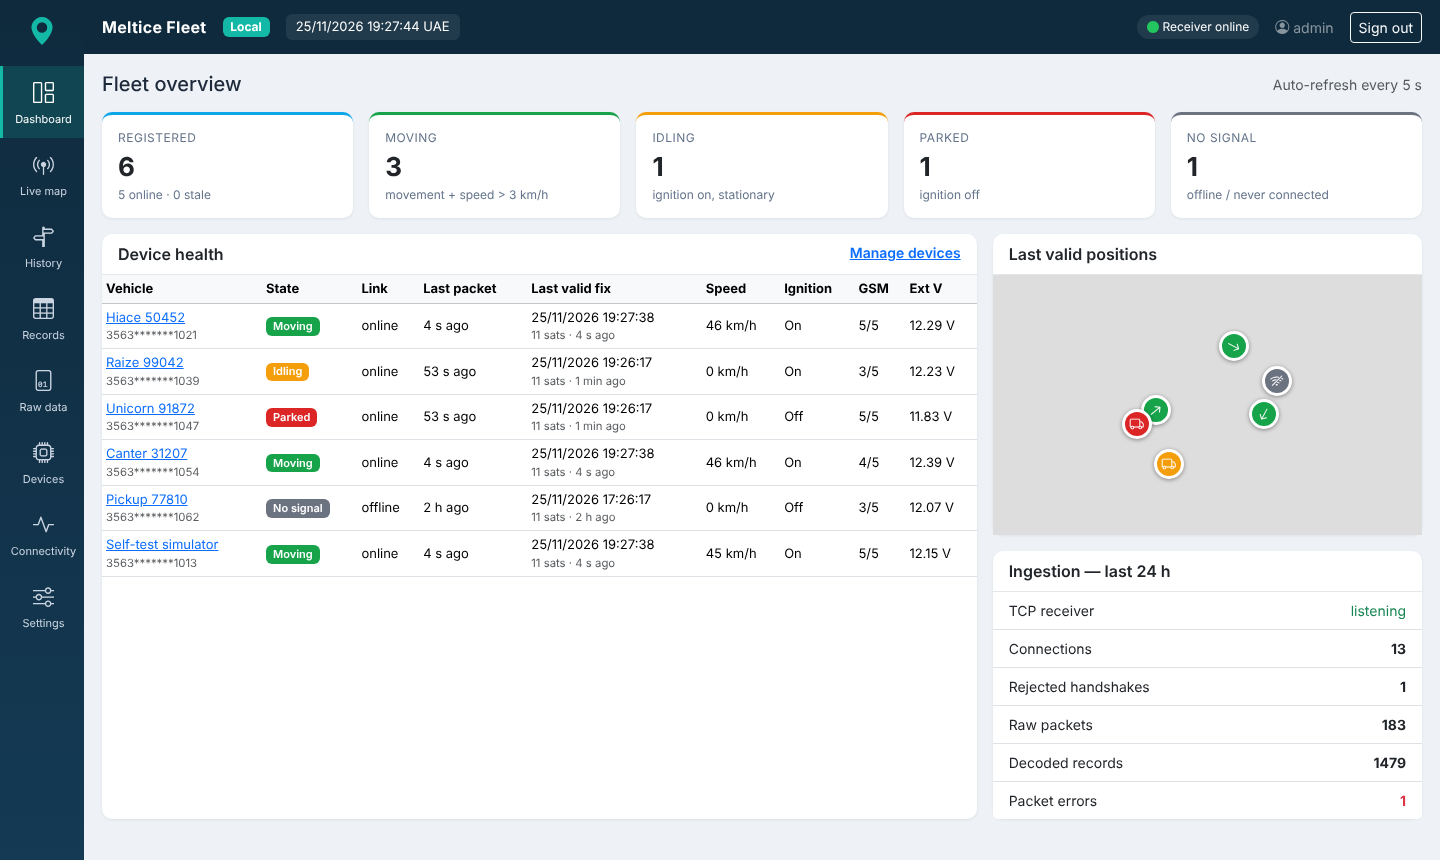 Meltice Fleet Local 25/11/2026 19:27:44 UAE Receiver online admin Sign out
Dashboard
Live map
History
Records
01
Raw data
Devices
Connectivity
Settings
Fleet overview Auto-refresh every 5 s
REGISTERED
6
5 online · 0 stale
MOVING
3
movement + speed > 3 km/h
IDLING
1
ignition on, stationary
PARKED
1
ignition off
NO SIGNAL
1
offline / never connected
Device health Manage devices
Vehicle State Link Last packet Last valid fix Speed Ignition GSM Ext V
Hiace 50452 Moving online 4 s ago 25/11/2026 19:27:38 46 km/h On 5/5 12.29 V
3563*******1021 11 sats · 4 s ago
Raize 99042 Idling online 53 s ago 25/11/2026 19:26:17 0 km/h On 3/5 12.23 V
3563*******1039 11 sats · 1 min ago
Unicorn 91872 Parked online 53 s ago 25/11/2026 19:26:17 0 km/h Off 5/5 11.83 V
3563*******1047 11 sats · 1 min ago
Canter 31207 Moving online 4 s ago 25/11/2026 19:27:38 46 km/h On 4/5 12.39 V
3563*******1054 11 sats · 4 s ago
Pickup 77810 No signal offline 2 h ago 25/11/2026 17:26:17 0 km/h Off 3/5 12.07 V
3563*******1062 11 sats · 2 h ago
Self-test simulator Moving online 4 s ago 25/11/2026 19:27:38 45 km/h On 5/5 12.15 V
3563*******1013 11 sats · 4 s ago
Last valid positions
Ingestion — last 24 h
TCP receiver listening
Connections 13
Rejected handshakes 1
Raw packets 183
Decoded records 1479
Packet errors 1